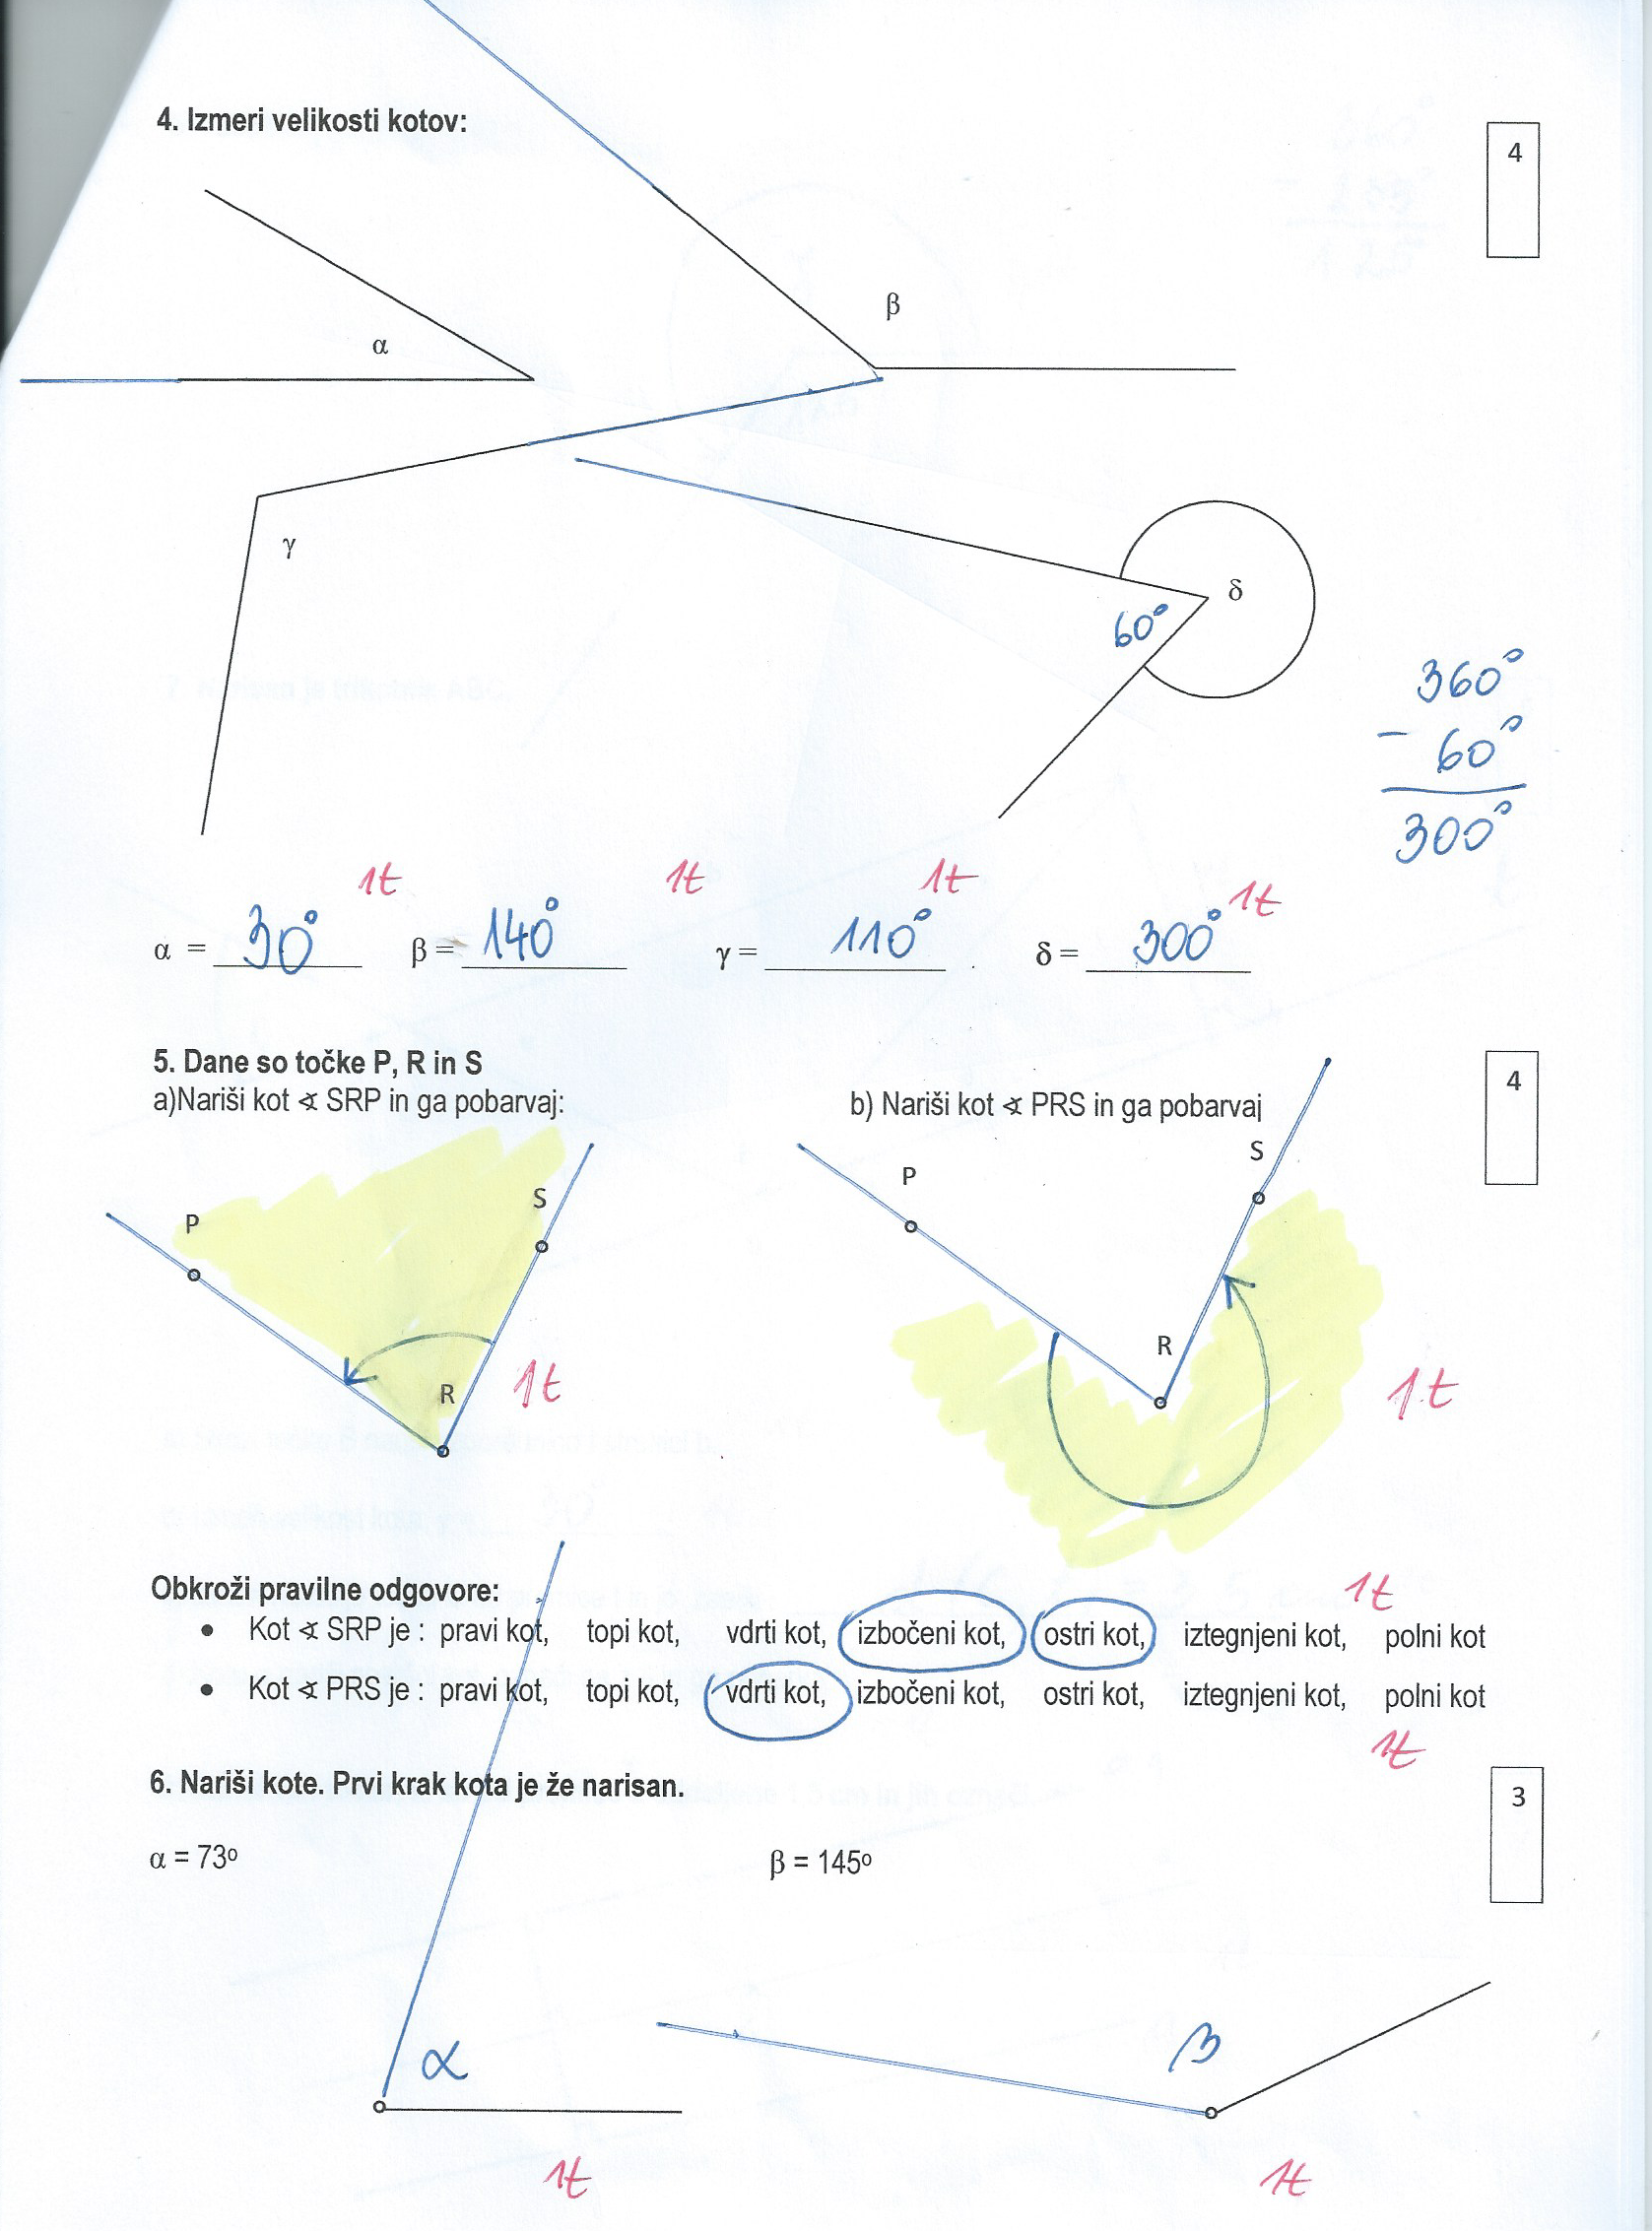 4. Izmeri velikosti kotov:
4
β
α
γ
δ
60°
360°
- 60°
300°
1t 1t 1t 1t
α = 30° β = 140° γ = 110° δ = 300°
5. Dane so točke P, R in S
4
a)Nariši kot ∢ SRP in ga pobarvaj:
b) Nariši kot ∢ PRS in ga pobarvaj
P
S
R
1t
P
S
R
1t
Obkroži pravilne odgovore:
1t
• Kot ∢ SRP je : pravi kot, topi kot, vdrti kot, izbočeni kot, ostri kot, iztegnjeni kot, polni kot
• Kot ∢ PRS je : pravi kot, topi kot, vdrti kot, izbočeni kot, ostri kot, iztegnjeni kot, polni kot
1t
6. Nariši kote. Prvi krak kota je že narisan.
3
α = 73º
β = 145º
α
β
1t
1t